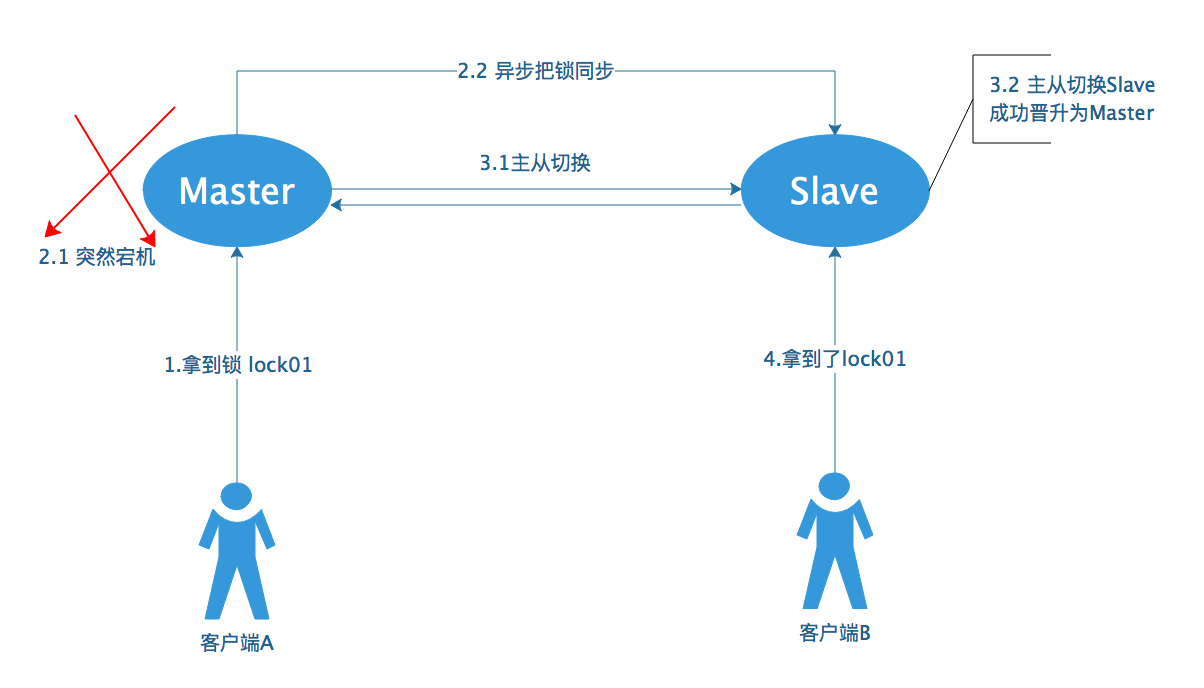 2.2 异步把锁同步
3.2 主从切换Slave
成功晋升为Master
3.1主从切换
Master
Slave
2.1 突然宕机
1.拿到锁 lock01
4.拿到了lock01
客户端A
客户端B